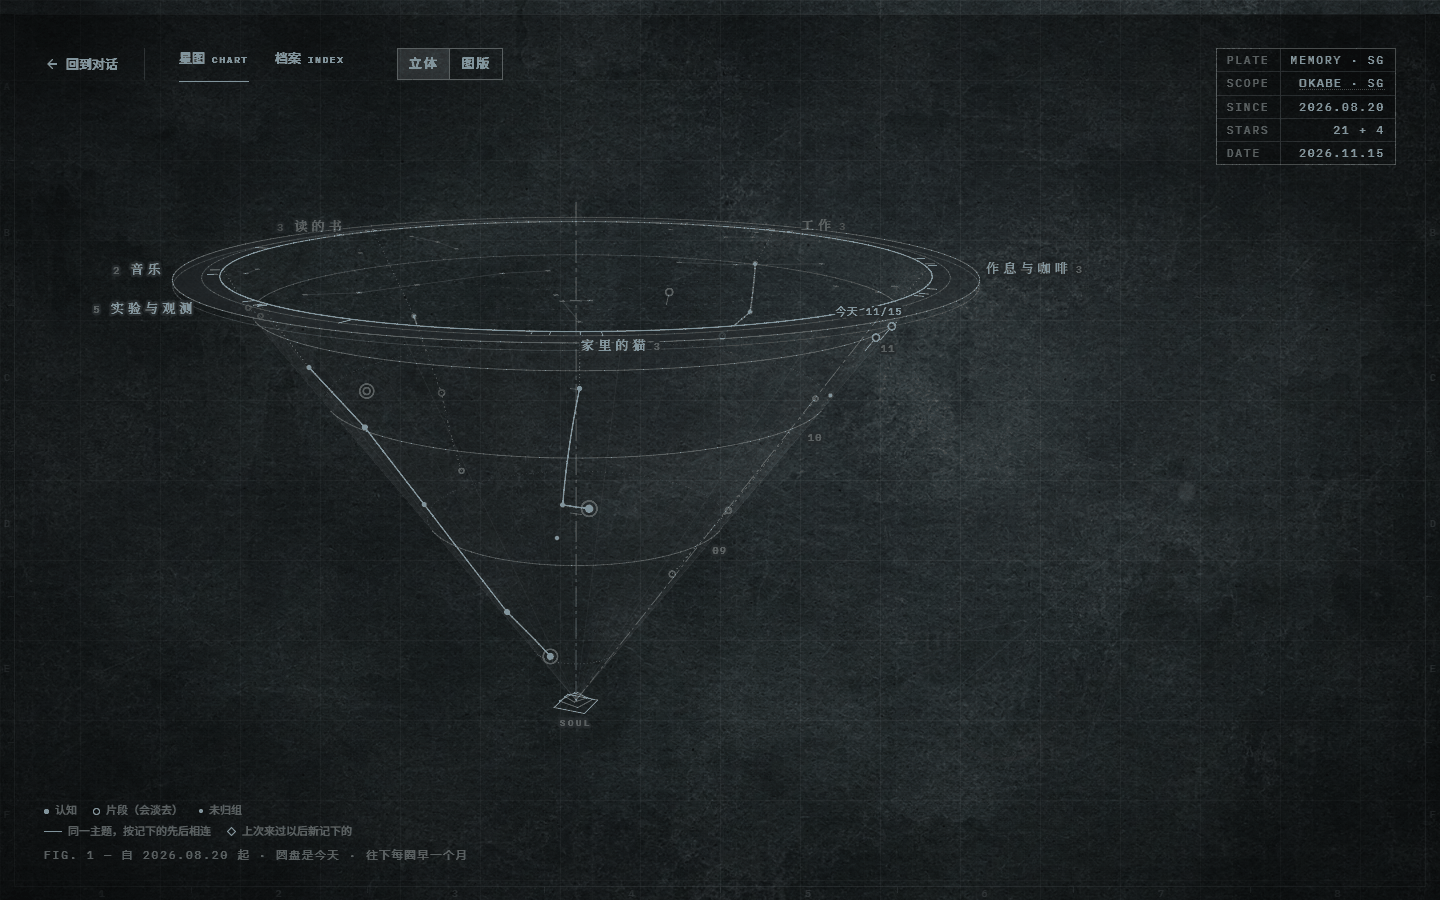 ← 回到对话
星图 CHART
档案 INDEX
立体
图版
PLATE MEMORY · SG
SCOPE OKABE · SG
SINCE 2026.08.20
STARS 21 + 4
DATE 2026.11.15
3 读的书
工作 3
2 音乐
作息与咖啡 3
5 实验与观测
今天 11/15
家里的猫 3
11
10
09
SOUL
认知
片段（会淡去）
未归组
同一主题，按记下的先后相连
上次来过以后新记下的
FIG. 1 — 自 2026.08.20 起 · 圆盘是今天 · 往下每圈早一个月